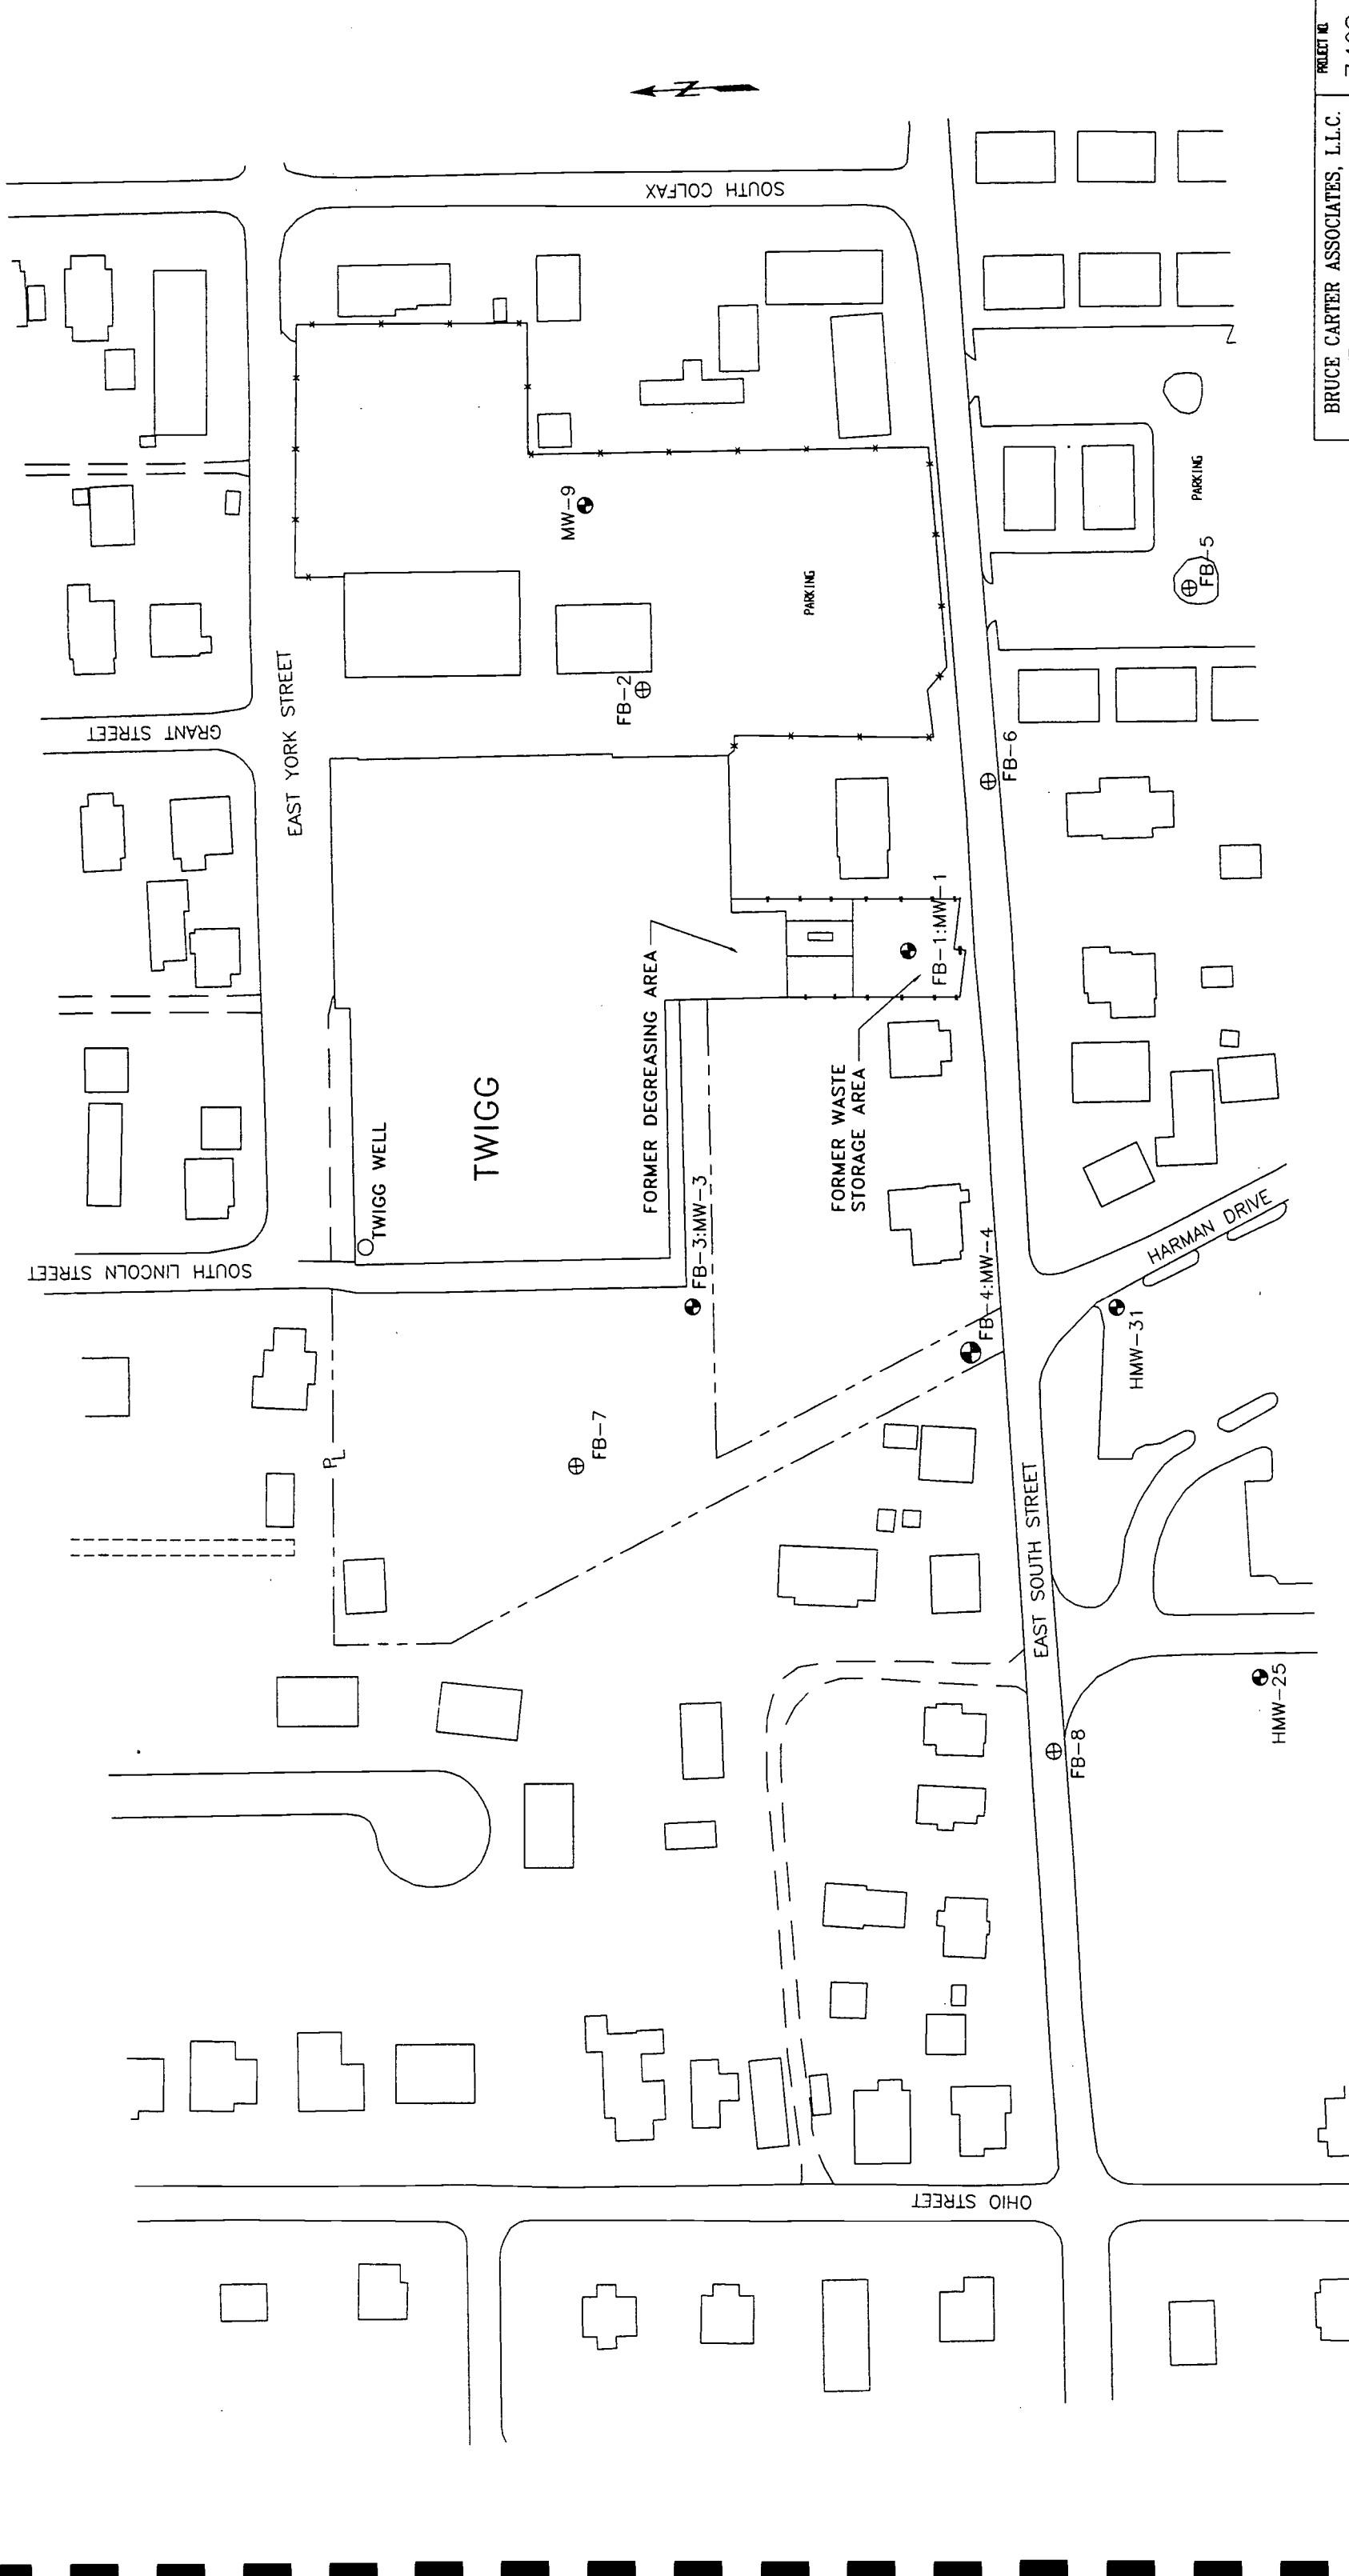 N
SOUTH COLFAX
GRANT STREET
EAST YORK STREET
SOUTH LINCOLN STREET
MW-9
PARKING
FB-2
PARKING
FB-5
FB-6
FB-1:MW-1
FORMER DEGREASING AREA
FORMER WASTE
STORAGE AREA
TWIGG
TWIGG WELL
FB-3:MW-3
FB-4:MW-4
HARMAN DRIVE
HMW-31
FB-7
PL
EAST SOUTH STREET
HMW-25
FB-8
OHIO STREET
BRUCE CARTER ASSOCIATES, L.L.C.
PROJECT NO.